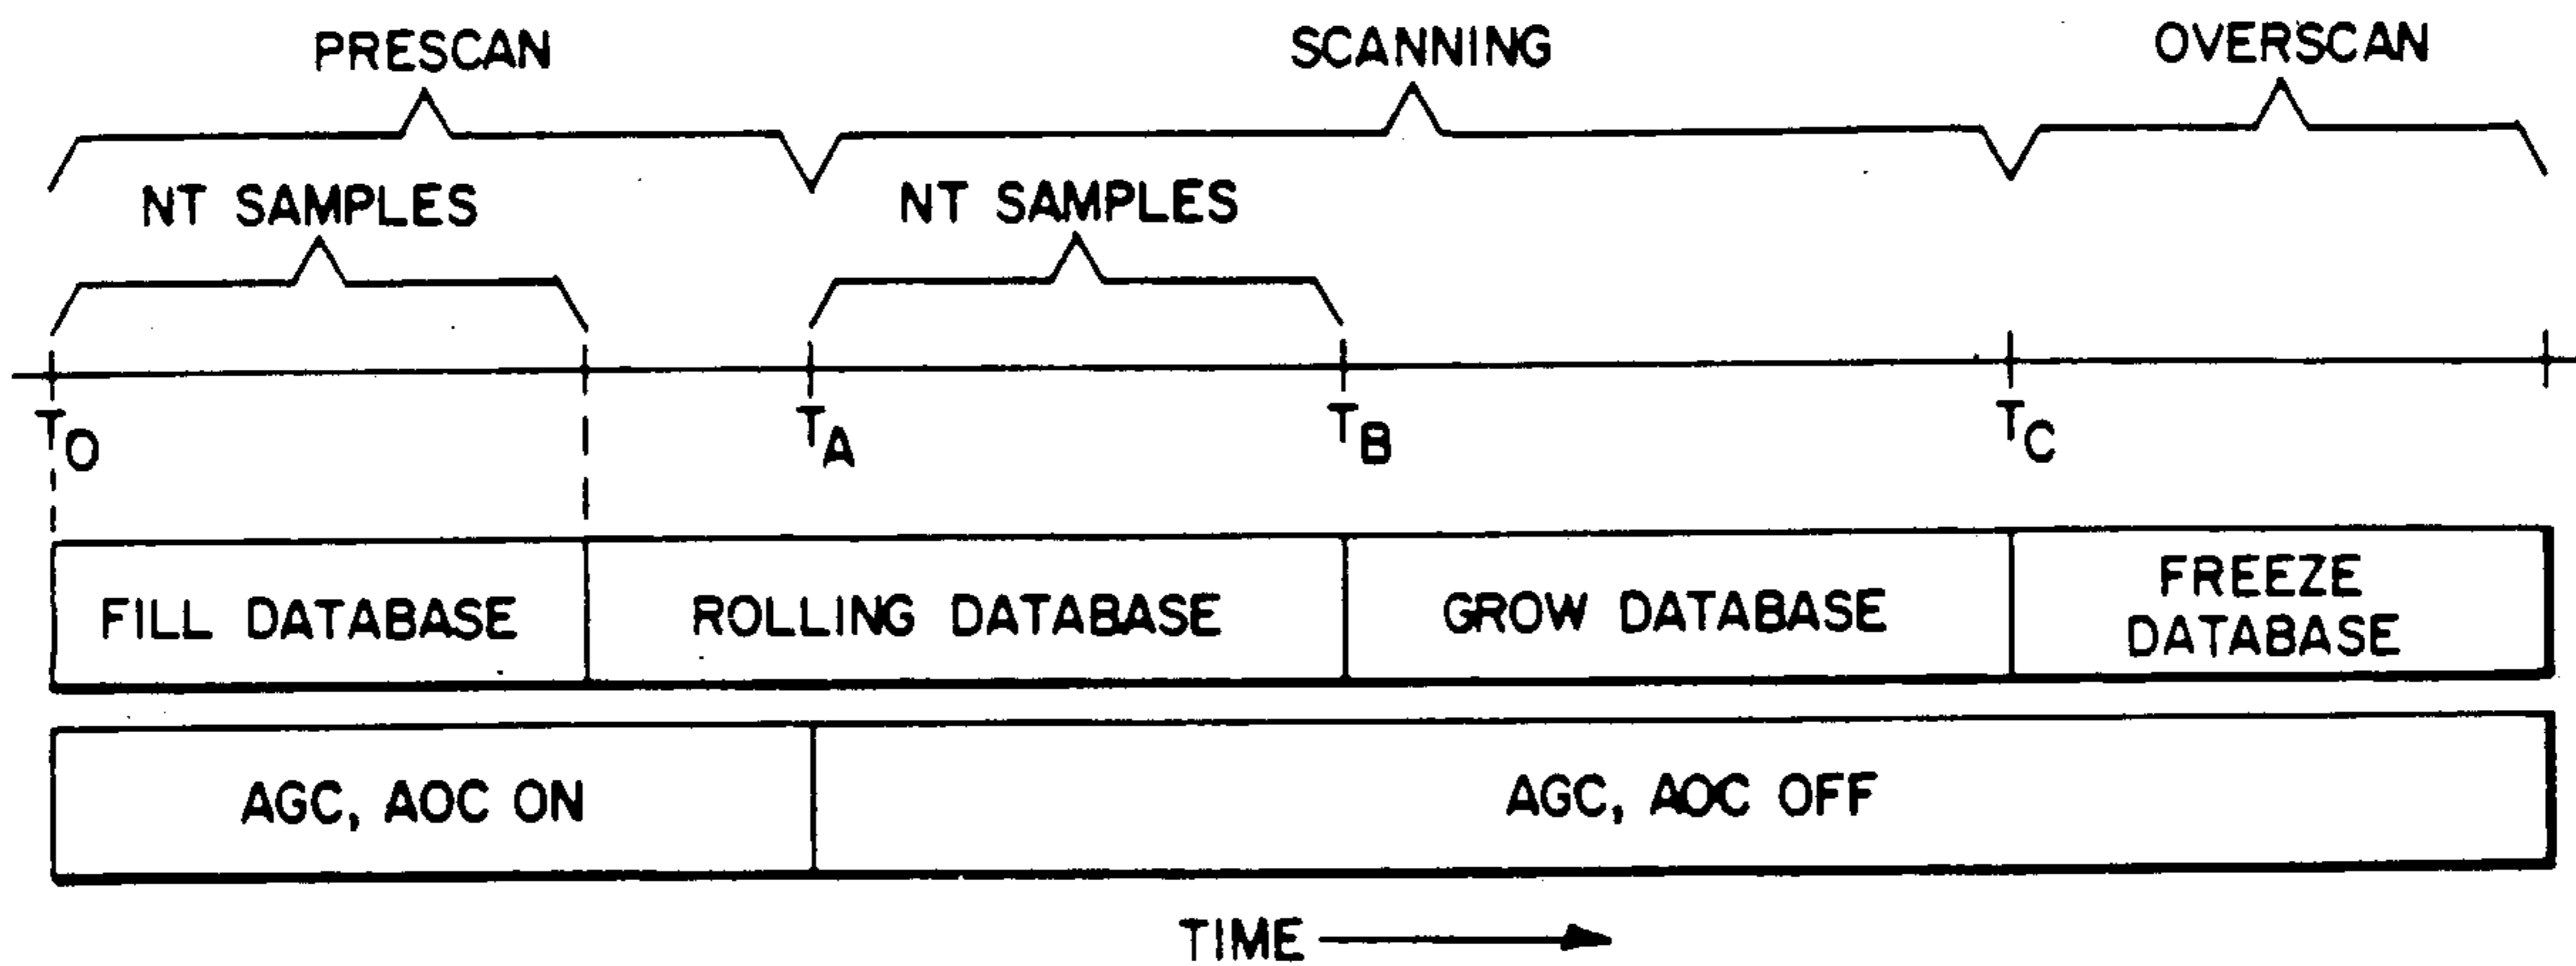 PRESCAN
SCANNING
OVERSCAN
NT SAMPLES
NT SAMPLES
TO
TA
TB
TC
FILL DATABASE
ROLLING DATABASE
GROW DATABASE
FREEZE
DATABASE
AGC, AOC ON
AGC, AOC OFF
TIME